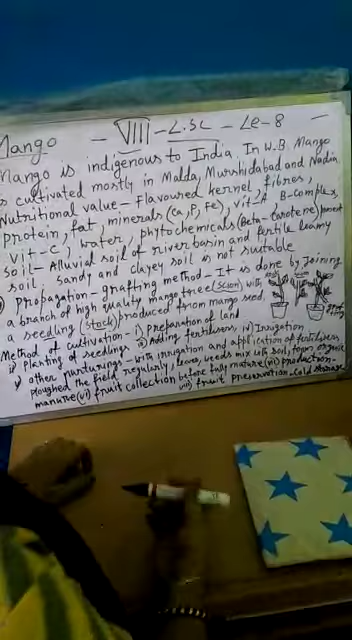 Mango - VIII - L.Sc - Le-8 -
Mango is indigenous to India. In W.B. Mango
is cultivated mostly in Malda, Murshidabad and Nadia
Nutritional value - Flavoured kernel, fibres,
protein, fat, minerals (Ca, P, Fe), vit-A, B-complex,
vit-C, water, phytochemicals (Beta-carotene) present
Soil - Alluvial soil of river basin and fertile loamy
soil. Sandy and clayey soil is not suitable
Propagation - grafting method - It is done by joining
a branch of high quality mango tree (Scion) with
a seedling (Stock) produced from mango seed.
Method of cultivation - i) Preparation of land
ii) Planting of seedlings iii) Adding fertilisers, iv) Irrigation
v) other nurturings - with irrigation and application of fertilisers,
ploughed the field regularly, leaves, weeds mix with soil, form organic
manure (vi) fruit collection before fully mature (vii) production -
viii) fruit preservation, cold storage